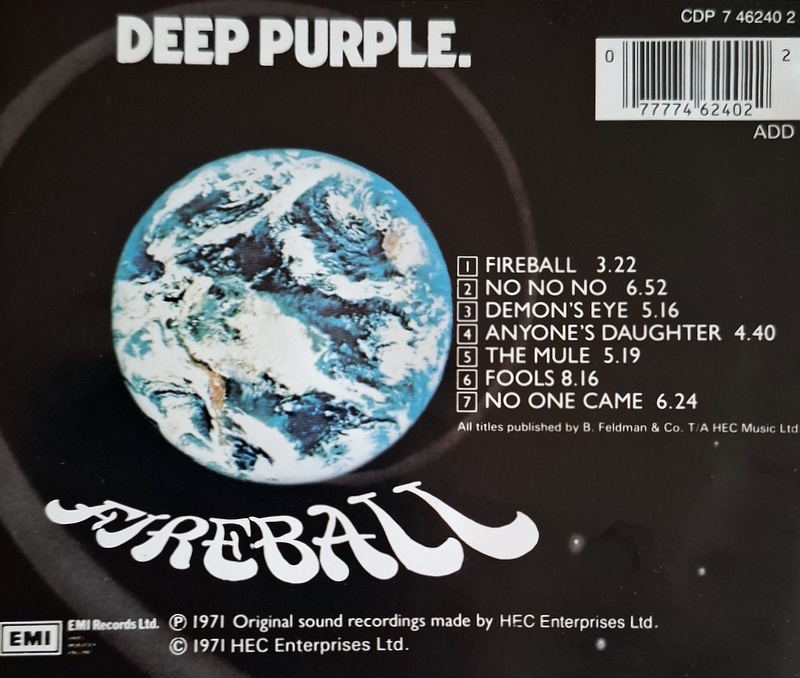 DEEP PURPLE.
CDP 7 46240 2
0 77774 62402 2
ADD
1 FIREBALL 3.22
2 NO NO NO 6.52
3 DEMON'S EYE 5.16
4 ANYONE'S DAUGHTER 4.40
5 THE MULE 5.19
6 FOOLS 8.16
7 NO ONE CAME 6.24
All titles published by B. Feldman & Co. T/A HEC Music Ltd
FIREBALL
EMI EMI Records Ltd. ℗ 1971 Original sound recordings made by HEC Enterprises Ltd.
© 1971 HEC Enterprises Ltd.